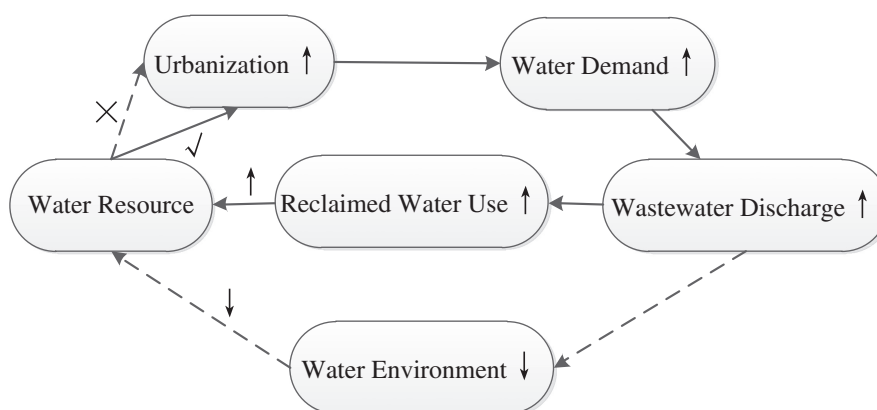 Urbanization ↑
Water Demand ↑
×
√
Water Resource
↑
Reclaimed Water Use ↑
Wastewater Discharge ↑
↓
Water Environment ↓